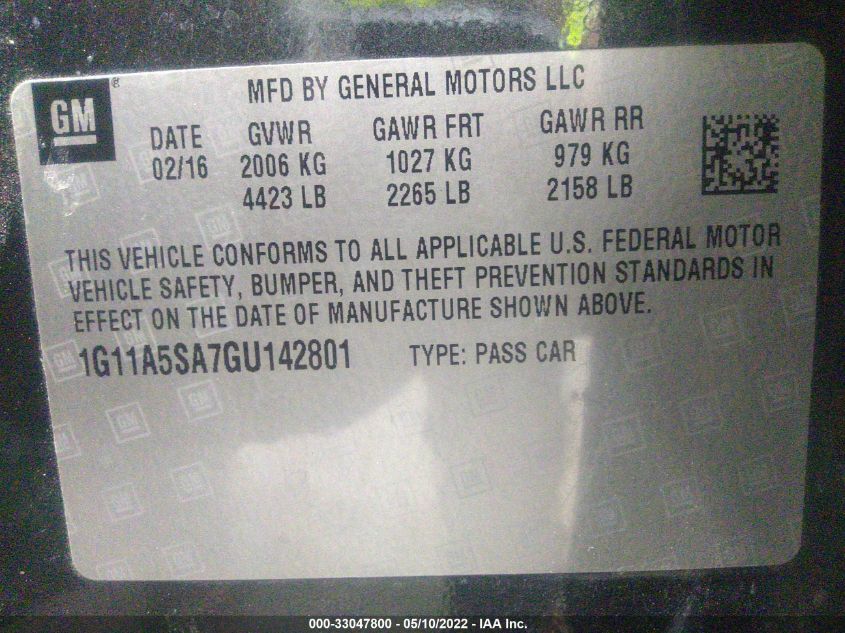 GM ®
MFD BY GENERAL MOTORS LLC
DATE GVWR GAWR FRT GAWR RR
02/16 2006 KG 1027 KG 979 KG
4423 LB 2265 LB 2158 LB
THIS VEHICLE CONFORMS TO ALL APPLICABLE U.S. FEDERAL MOTOR
VEHICLE SAFETY, BUMPER, AND THEFT PREVENTION STANDARDS IN
EFFECT ON THE DATE OF MANUFACTURE SHOWN ABOVE.
1G11A5SA7GU142801 TYPE: PASS CAR
000-33047800 - 05/10/2022 - IAA Inc.